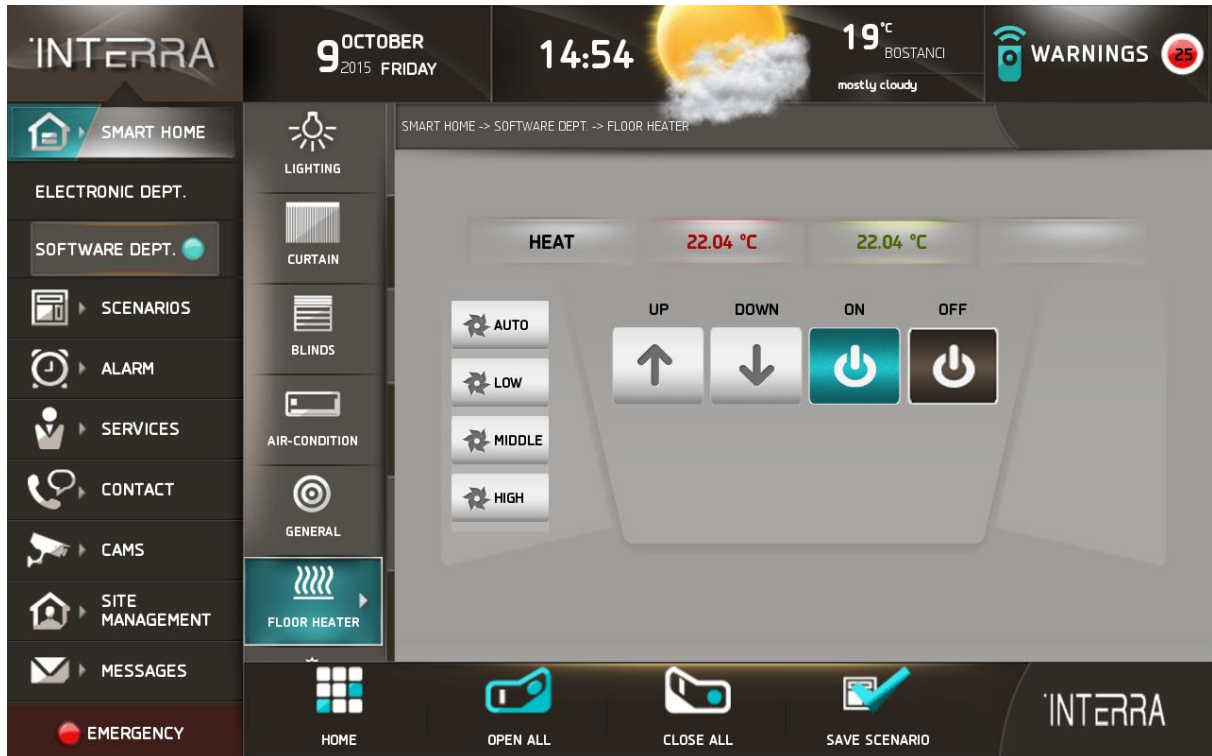 INTERRA
9 OCTOBER
2015 FRIDAY
14:54
19°C
BOSTANCI
mostly cloudy
WARNINGS 25
SMART HOME
ELECTRONIC DEPT.
SOFTWARE DEPT.
SCENARIOS
ALARM
SERVICES
CONTACT
CAMS
SITE
MANAGEMENT
MESSAGES
EMERGENCY
LIGHTING
CURTAIN
BLINDS
AIR-CONDITION
GENERAL
FLOOR HEATER
SMART HOME -> SOFTWARE DEPT. -> FLOOR HEATER
HEAT 22.04 °C 22.04 °C
AUTO
LOW
MIDDLE
HIGH
UP DOWN ON OFF
HOME OPEN ALL CLOSE ALL SAVE SCENARIO
INTERRA